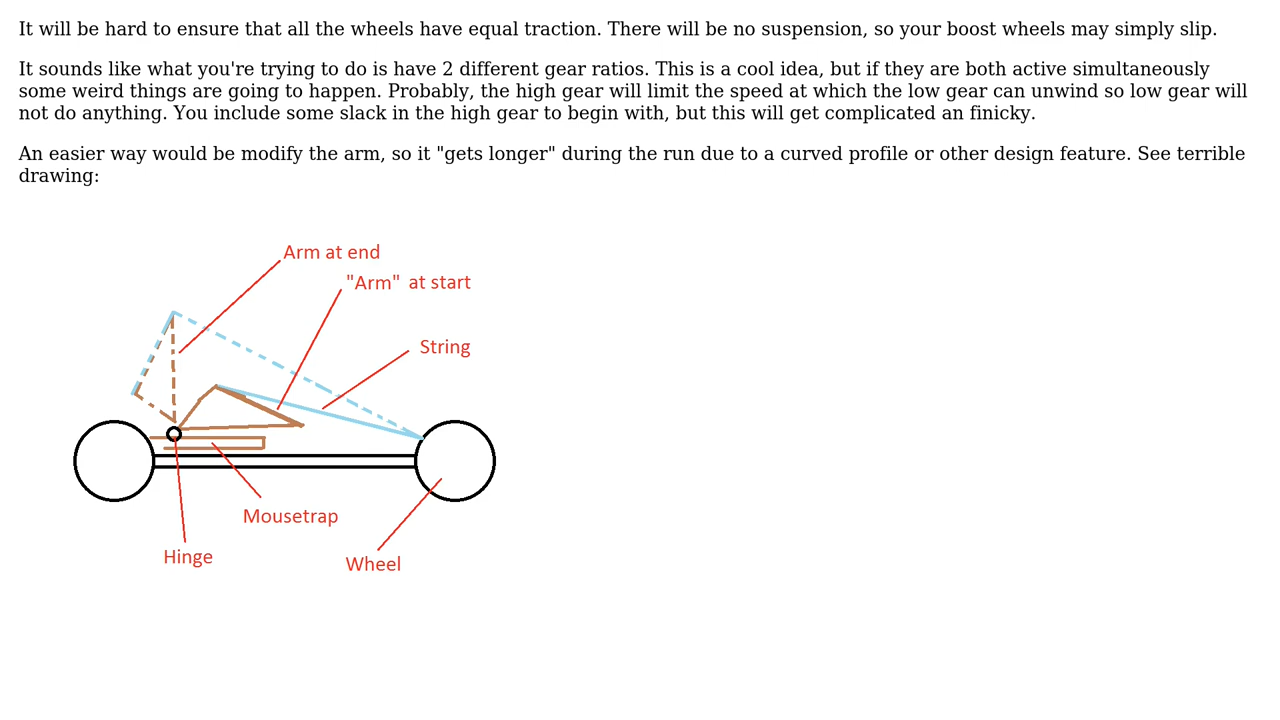 It will be hard to ensure that all the wheels have equal traction. There will be no suspension, so your boost wheels may simply slip.
It sounds like what you're trying to do is have 2 different gear ratios. This is a cool idea, but if they are both active simultaneously
some weird things are going to happen. Probably, the high gear will limit the speed at which the low gear can unwind so low gear will
not do anything. You include some slack in the high gear to begin with, but this will get complicated an finicky.
An easier way would be modify the arm, so it "gets longer" during the run due to a curved profile or other design feature. See terrible
drawing:
Arm at end
"Arm" at start
String
Mousetrap
Hinge
Wheel